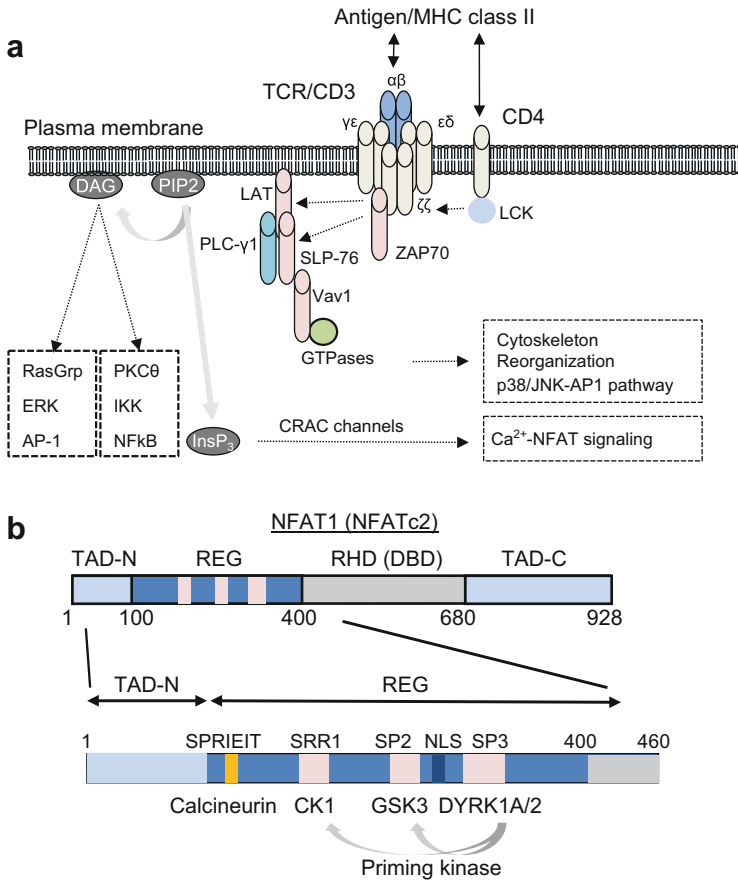 Antigen/MHC class II
a
TCR/CD3
αβ
γε
εδ
CD4
Plasma membrane
DAG
PIP2
LAT
ζζ
LCK
PLC-γ1
SLP-76
ZAP70
Vav1
GTPases
Cytoskeleton
Reorganization
p38/JNK-AP1 pathway
RasGrp
ERK
AP-1
PKCθ
IKK
NFkB
InsP3
CRAC channels
Ca2+-NFAT signaling
b
NFAT1 (NFATc2)
TAD-N REG RHD (DBD) TAD-C
1 100 400 680 928
TAD-N REG
1 SPRIEIT SRR1 SP2 NLS SP3 400 460
Calcineurin CK1 GSK3 DYRK1A/2
Priming kinase